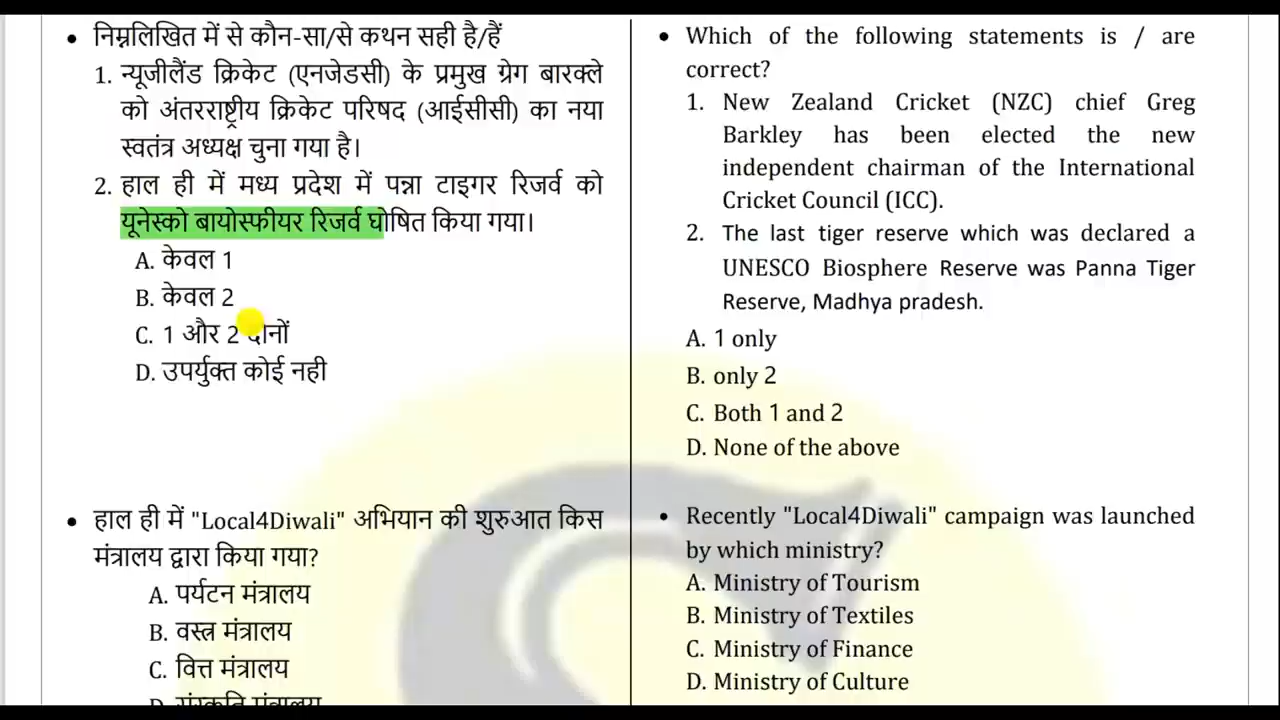 • निम्नलिखित में से कौन-सा/से कथन सही है/हैं
1. न्यूजीलैंड क्रिकेट (एनजेडसी) के प्रमुख ग्रेग बारक्ले
को अंतरराष्ट्रीय क्रिकेट परिषद (आईसीसी) का नया
स्वतंत्र अध्यक्ष चुना गया है।
2. हाल ही में मध्य प्रदेश में पन्ना टाइगर रिजर्व को
यूनेस्को बायोस्फीयर रिजर्व घोषित किया गया।
A. केवल 1
B. केवल 2
C. 1 और 2 दोनों
D. उपर्युक्त कोई नही
• हाल ही में "Local4Diwali" अभियान की शुरुआत किस
मंत्रालय द्वारा किया गया?
A. पर्यटन मंत्रालय
B. वस्त्र मंत्रालय
C. वित्त मंत्रालय
D. संस्कृति मंत्रालय
• Which of the following statements is / are
correct?
1. New Zealand Cricket (NZC) chief Greg
Barkley has been elected the new
independent chairman of the International
Cricket Council (ICC).
2. The last tiger reserve which was declared a
UNESCO Biosphere Reserve was Panna Tiger
Reserve, Madhya pradesh.
A. 1 only
B. only 2
C. Both 1 and 2
D. None of the above
• Recently "Local4Diwali" campaign was launched
by which ministry?
A. Ministry of Tourism
B. Ministry of Textiles
C. Ministry of Finance
D. Ministry of Culture